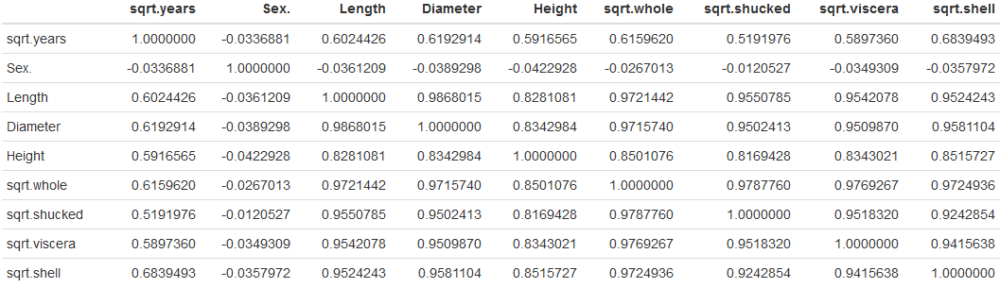 sqrt.years Sex. Length Diameter Height sqrt.whole sqrt.shucked sqrt.viscera sqrt.shell
sqrt.years 1.0000000 -0.0336881 0.6024426 0.6192914 0.5916565 0.6159620 0.5191976 0.5897360 0.6839493
Sex. -0.0336881 1.0000000 -0.0361209 -0.0389298 -0.0422928 -0.0267013 -0.0120527 -0.0349309 -0.0357972
Length 0.6024426 -0.0361209 1.0000000 0.9868015 0.8281081 0.9721442 0.9550785 0.9542078 0.9524243
Diameter 0.6192914 -0.0389298 0.9868015 1.0000000 0.8342984 0.9715740 0.9502413 0.9509870 0.9581104
Height 0.5916565 -0.0422928 0.8281081 0.8342984 1.0000000 0.8501076 0.8169428 0.8343021 0.8515727
sqrt.whole 0.6159620 -0.0267013 0.9721442 0.9715740 0.8501076 1.0000000 0.9787760 0.9769267 0.9724936
sqrt.shucked 0.5191976 -0.0120527 0.9550785 0.9502413 0.8169428 0.9787760 1.0000000 0.9518320 0.9242854
sqrt.viscera 0.5897360 -0.0349309 0.9542078 0.9509870 0.8343021 0.9769267 0.9518320 1.0000000 0.9415638
sqrt.shell 0.6839493 -0.0357972 0.9524243 0.9581104 0.8515727 0.9724936 0.9242854 0.9415638 1.0000000